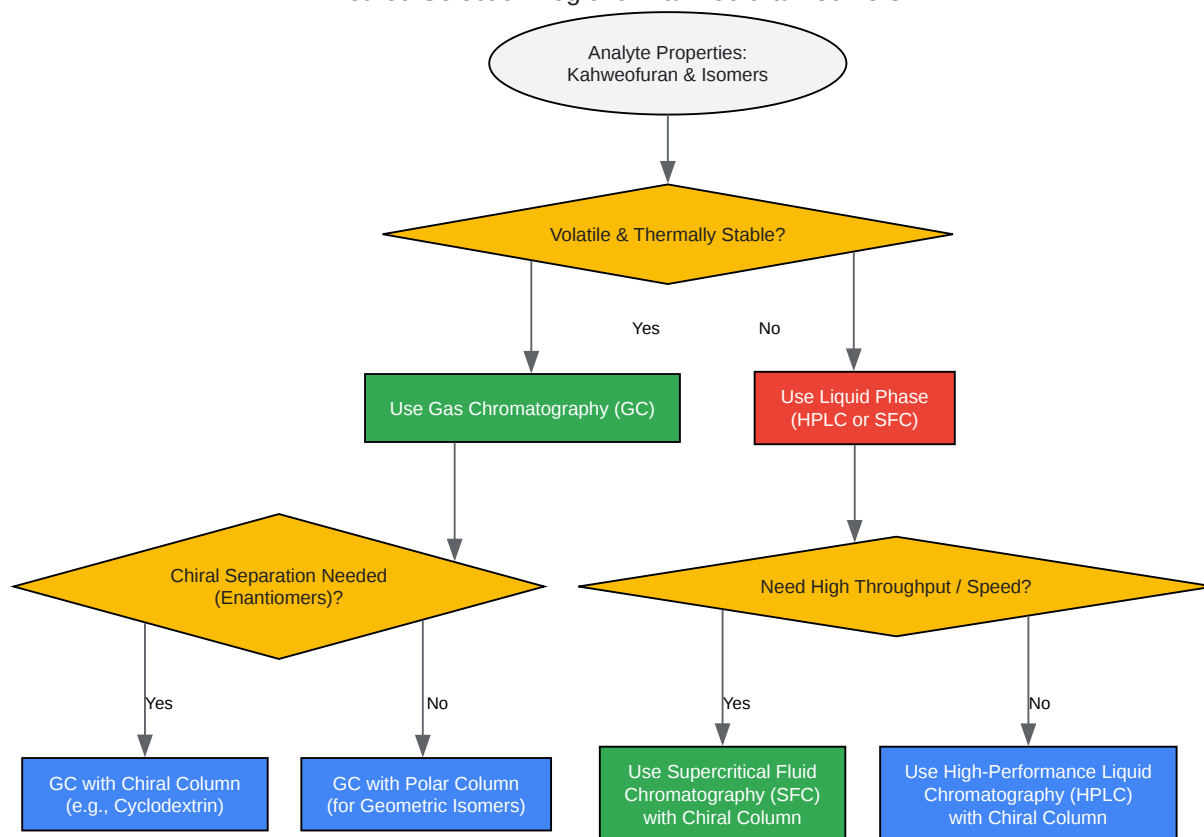 Analyte Properties:
Kahweofuran & Isomers
Volatile & Thermally Stable?
Yes
No
Use Gas Chromatography (GC)
Use Liquid Phase
(HPLC or SFC)
Chiral Separation Needed
(Enantiomers)?
Need High Throughput / Speed?
Yes
No
Yes
No
GC with Chiral Column
(e.g., Cyclodextrin)
GC with Polar Column
(for Geometric Isomers)
Use Supercritical Fluid
Chromatography (SFC)
with Chiral Column
Use High-Performance Liquid
Chromatography (HPLC)
with Chiral Column